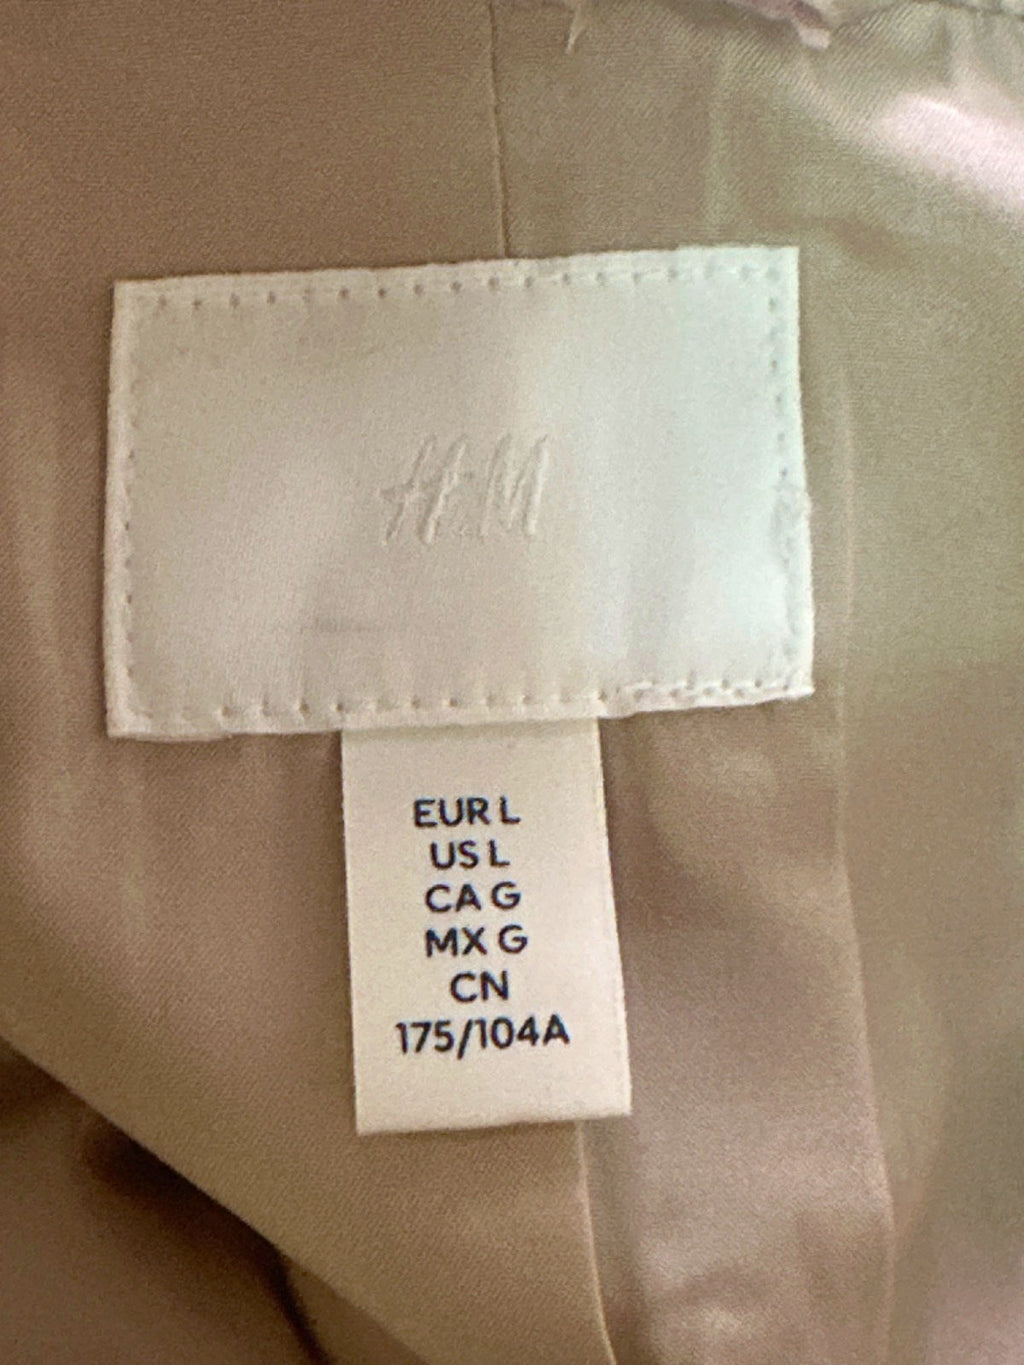 H&M
EUR L
US L
CA G
MX G
CN
175/104A